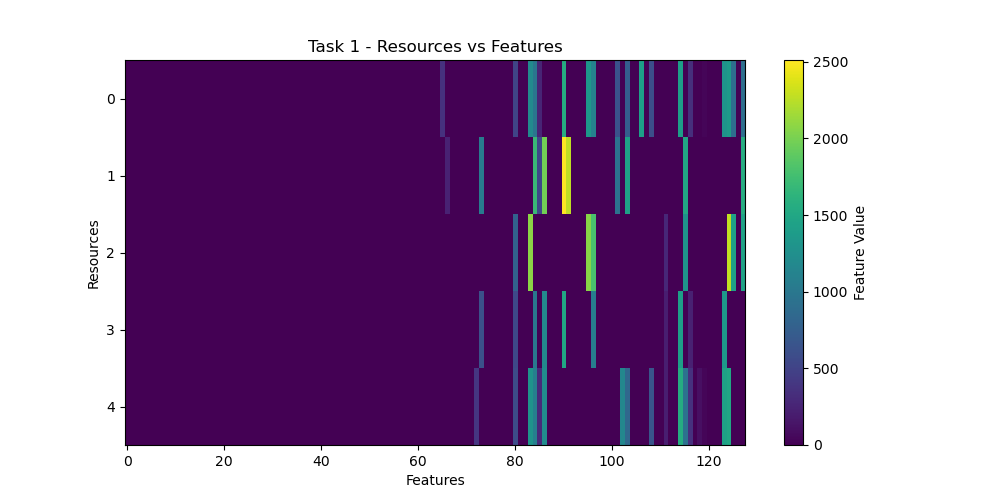 Task 1 - Resources vs Features
0
1
2
3
4
Resources
0 20 40 60 80 100 120
Features
2500
2000
1500
1000
500
0
Feature Value